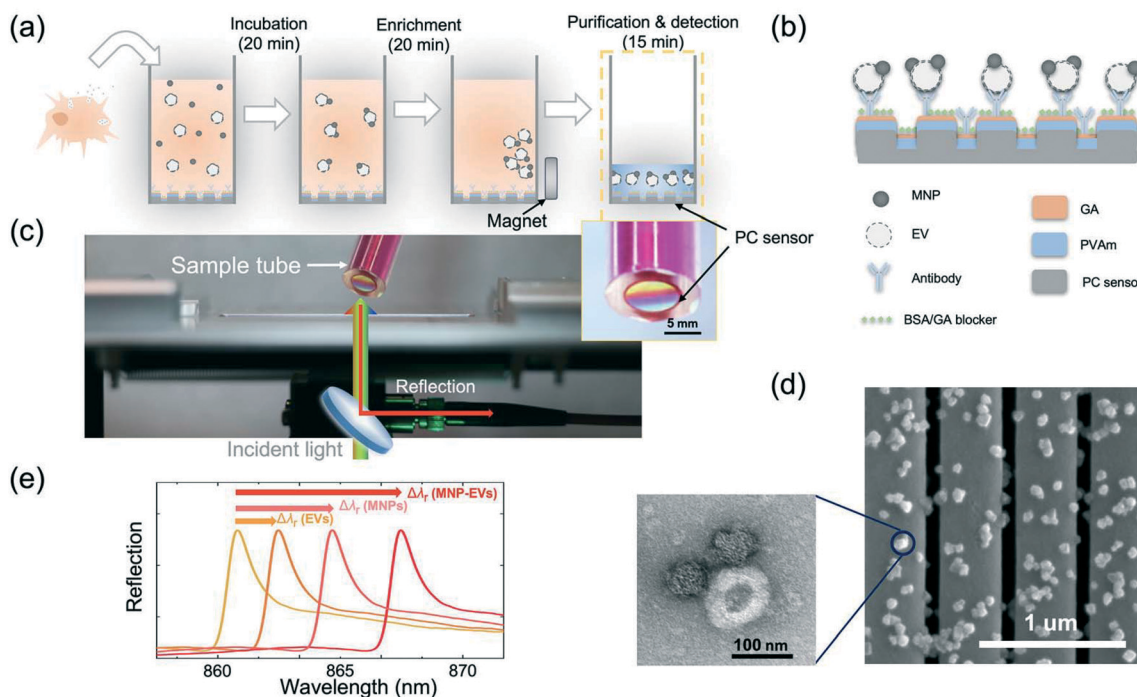 (a)
Incubation
(20 min)
Enrichment
(20 min)
Purification & detection
(15 min)
Magnet
PC sensor
(b)
MNP
EV
Antibody
BSA/GA blocker
GA
PVAm
PC sensor
(c)
Sample tube
Reflection
Incident light
5 mm
(d)
100 nm
1 um
(e)
Δλr (MNP-EVs)
Δλr (MNPs)
Δλr (EVs)
Reflection
860
865
870
Wavelength (nm)